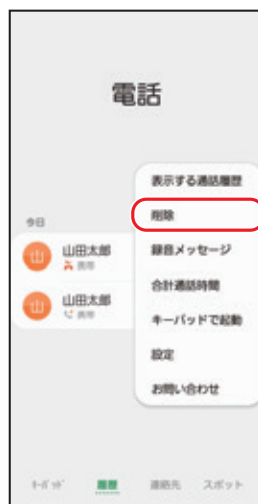 電話
表示する通話履歴
削除
今日
録音メッセージ
山
山田太郎
携帯
合計通話時間
山
山田太郎
携帯
キーパッドで起動
設定
お問い合わせ
キーパッド
履歴
連絡先
スポット